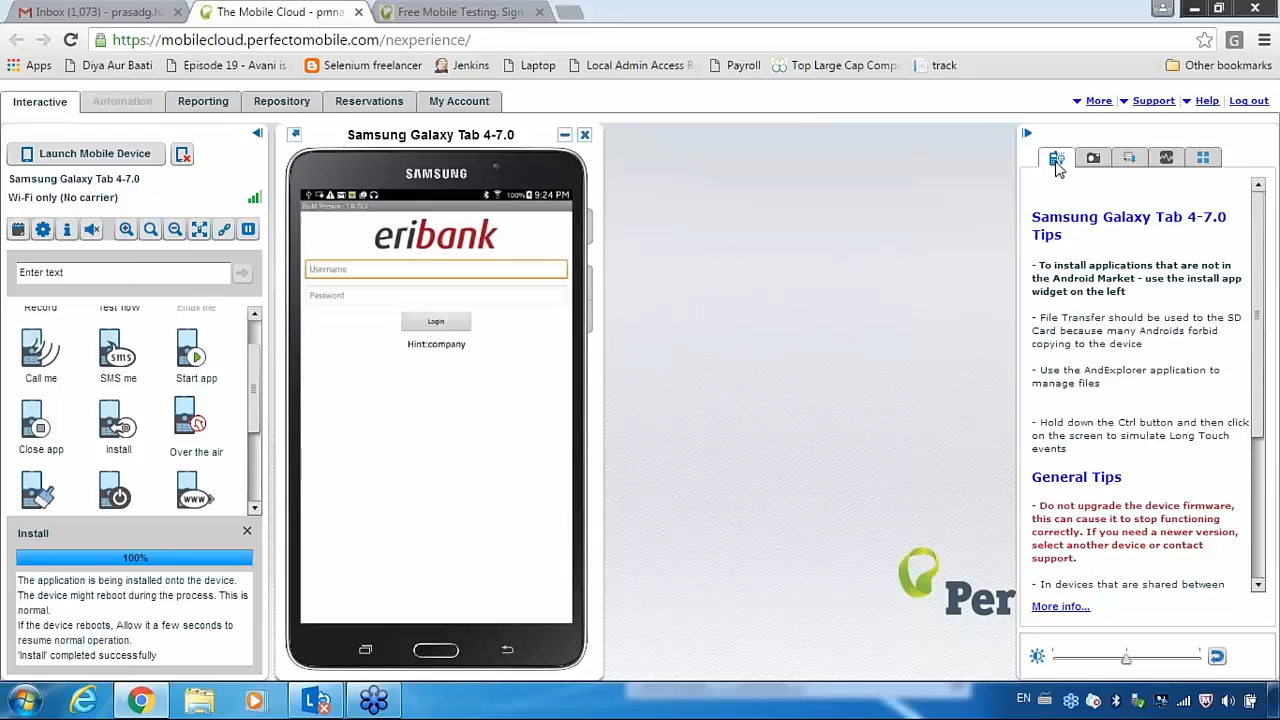 Inbox (1,073) - prasadg.h
The Mobile Cloud - pmna
Free Mobile Testing. Sign
https://mobilecloud.perfectomobile.com/nexperience/
Apps
Diya Aur Baati
Episode 19 - Avani is
Selenium freelancer
Jenkins
Laptop
Local Admin Access R
Payroll
Top Large Cap Comp
track
Other bookmarks
Interactive
Automation
Reporting
Repository
Reservations
My Account
More
Support
Help
Log out
Launch Mobile Device
Samsung Galaxy Tab 4-7.0
Wi-Fi only (No carrier)
Enter text
Record
Test now
Email me
Call me
SMS me
Start app
Close app
Install
Over the air
Install
100%
The application is being installed onto the device.
The device might reboot during the process. This is
normal.
If the device reboots, Allow it a few seconds to
resume normal operation.
'Install' completed successfully
Samsung Galaxy Tab 4-7.0
SAMSUNG
100%
9:24 PM
Build Version - 1.0.703
eribank
Username
Password
Login
Hint:company
Per
Samsung Galaxy Tab 4-7.0
Tips
- To install applications that are not in
the Android Market - use the install app
widget on the left
- File Transfer should be used to the SD
Card because many Androids forbid
copying to the device
- Use the AndExplorer application to
manage files
- Hold down the Ctrl button and then click
on the screen to simulate Long Touch
events
General Tips
- Do not upgrade the device firmware,
this can cause it to stop functioning
correctly. If you need a newer version,
select another device or contact
support.
- In devices that are shared between
More info...
EN